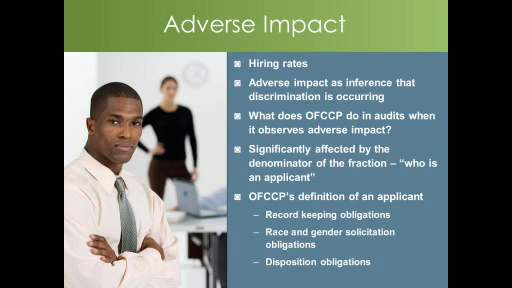 Adverse Impact
Hiring rates
Adverse impact as inference that
discrimination is occurring
What does OFCCP do in audits when
it observes adverse impact?
Significantly affected by the
denominator of the fraction – “who is
an applicant”
OFCCP’s definition of an applicant
– Record keeping obligations
– Race and gender solicitation
obligations
– Disposition obligations